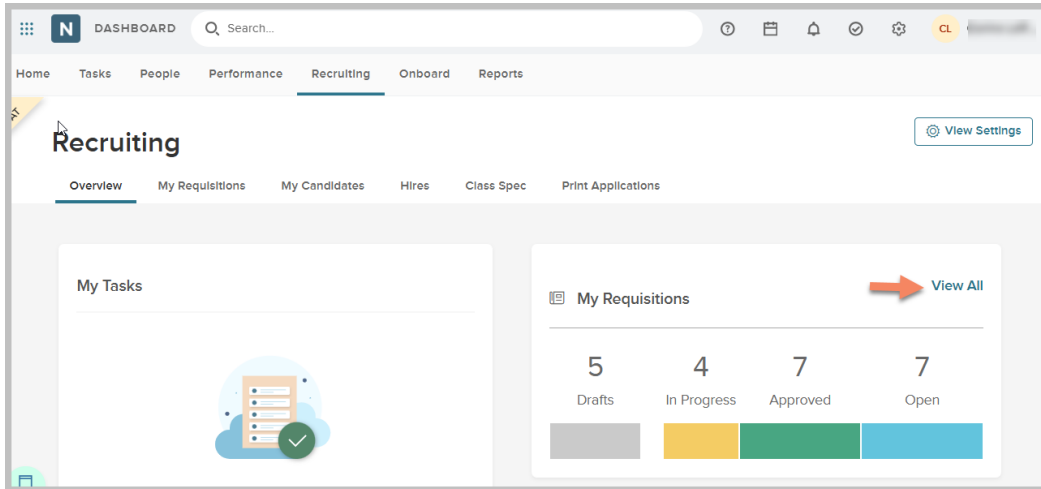 N DASHBOARD Search... CL
Home Tasks People Performance Recruiting Onboard Reports
Recruiting
View Settings
Overview My Requisitions My Candidates Hires Class Spec Print Applications
My Tasks
My Requisitions
View All
5 4 7 7
Drafts In Progress Approved Open